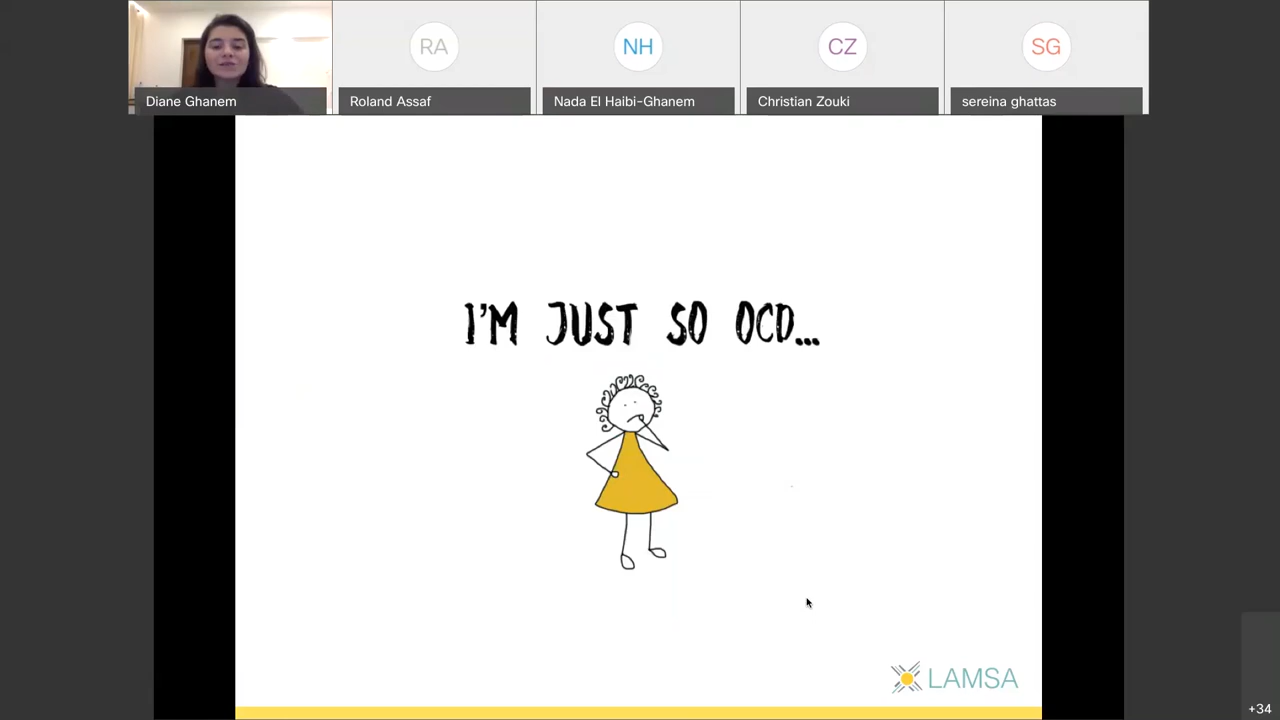 RA
NH
CZ
SG
Diane Ghanem
Roland Assaf
Nada El Haibi-Ghanem
Christian Zouki
sereina ghattas
I'M JUST SO OCD...
LAMSA
+34